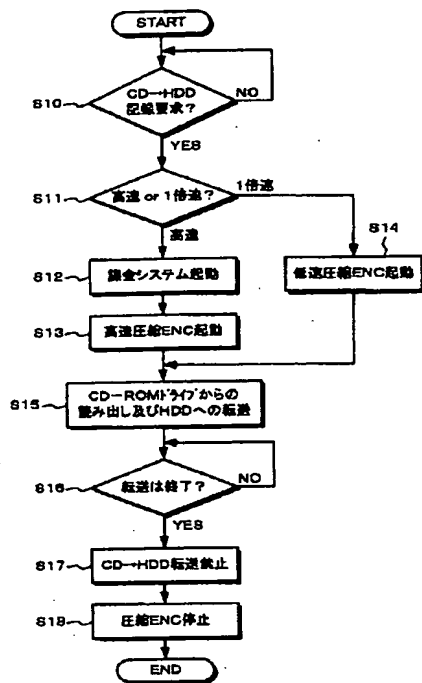 START
CD→HDD
記録要求?
NO
S10
YES
S11
高速 or 1倍速?
1倍速
高速
S14
S12
課金システム起動
低速圧縮ENC起動
S13
高速圧縮ENC起動
S15
CD-ROMドライブからの
読み出し及びHDDへの転送
S16
転送は終了?
NO
YES
S17
CD→HDD転送禁止
S18
圧縮ENC停止
END